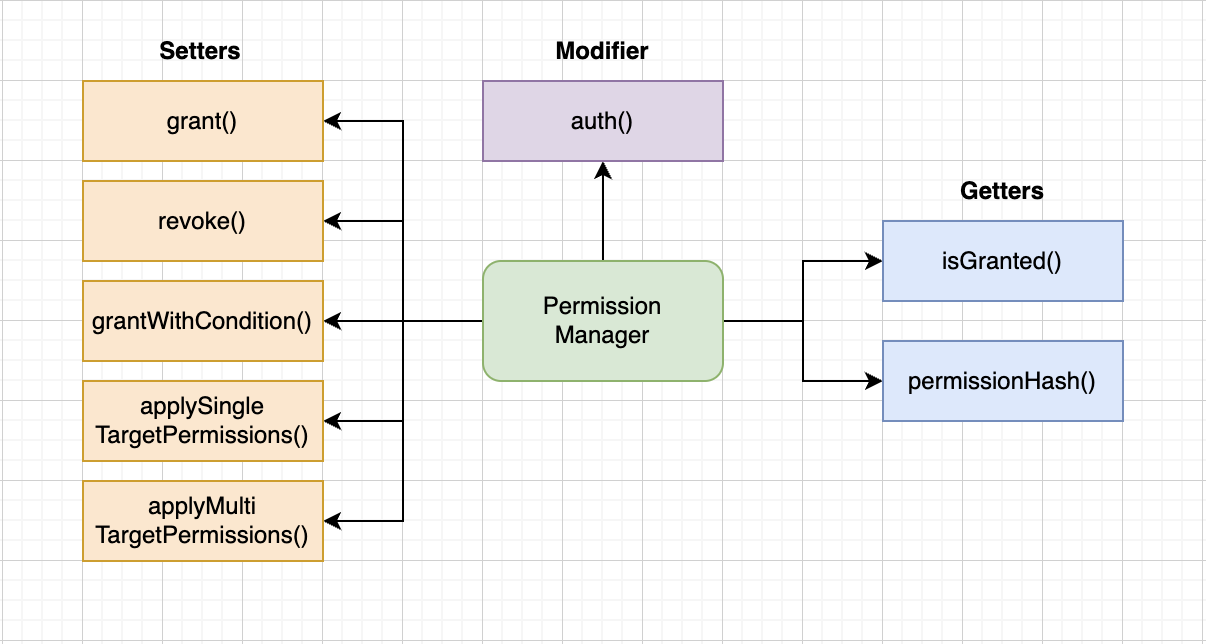 Setters
grant()
revoke()
grantWithCondition()
applySingle
TargetPermissions()
applyMulti
TargetPermissions()
Modifier
auth()
Permission
Manager
Getters
isGranted()
permissionHash()